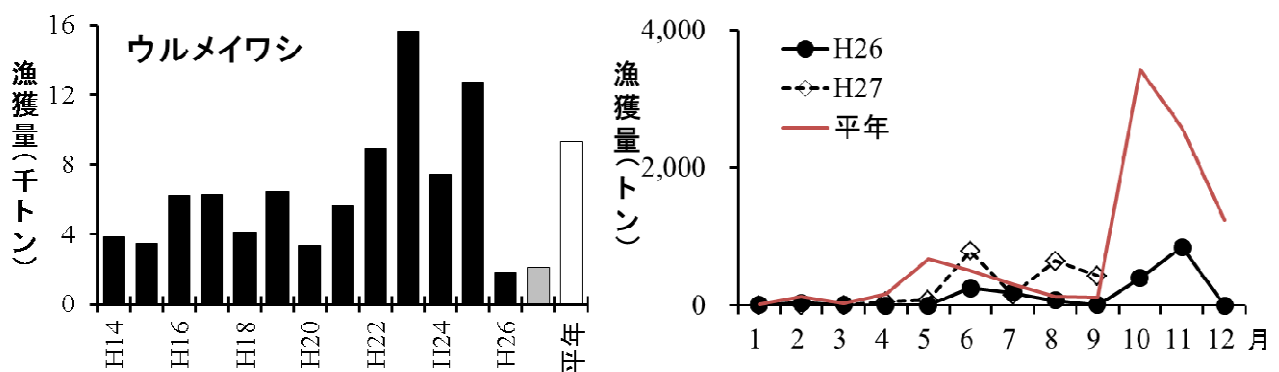 ウルメイワシ
漁獲量(千トン)
16
12
8
4
0
H14
H16
H18
H20
H22
H24
H26
平年
漁獲量(トン)
4,000
2,000
0
H26
H27
平年
1 2 3 4 5 6 7 8 9 10 11 12 月